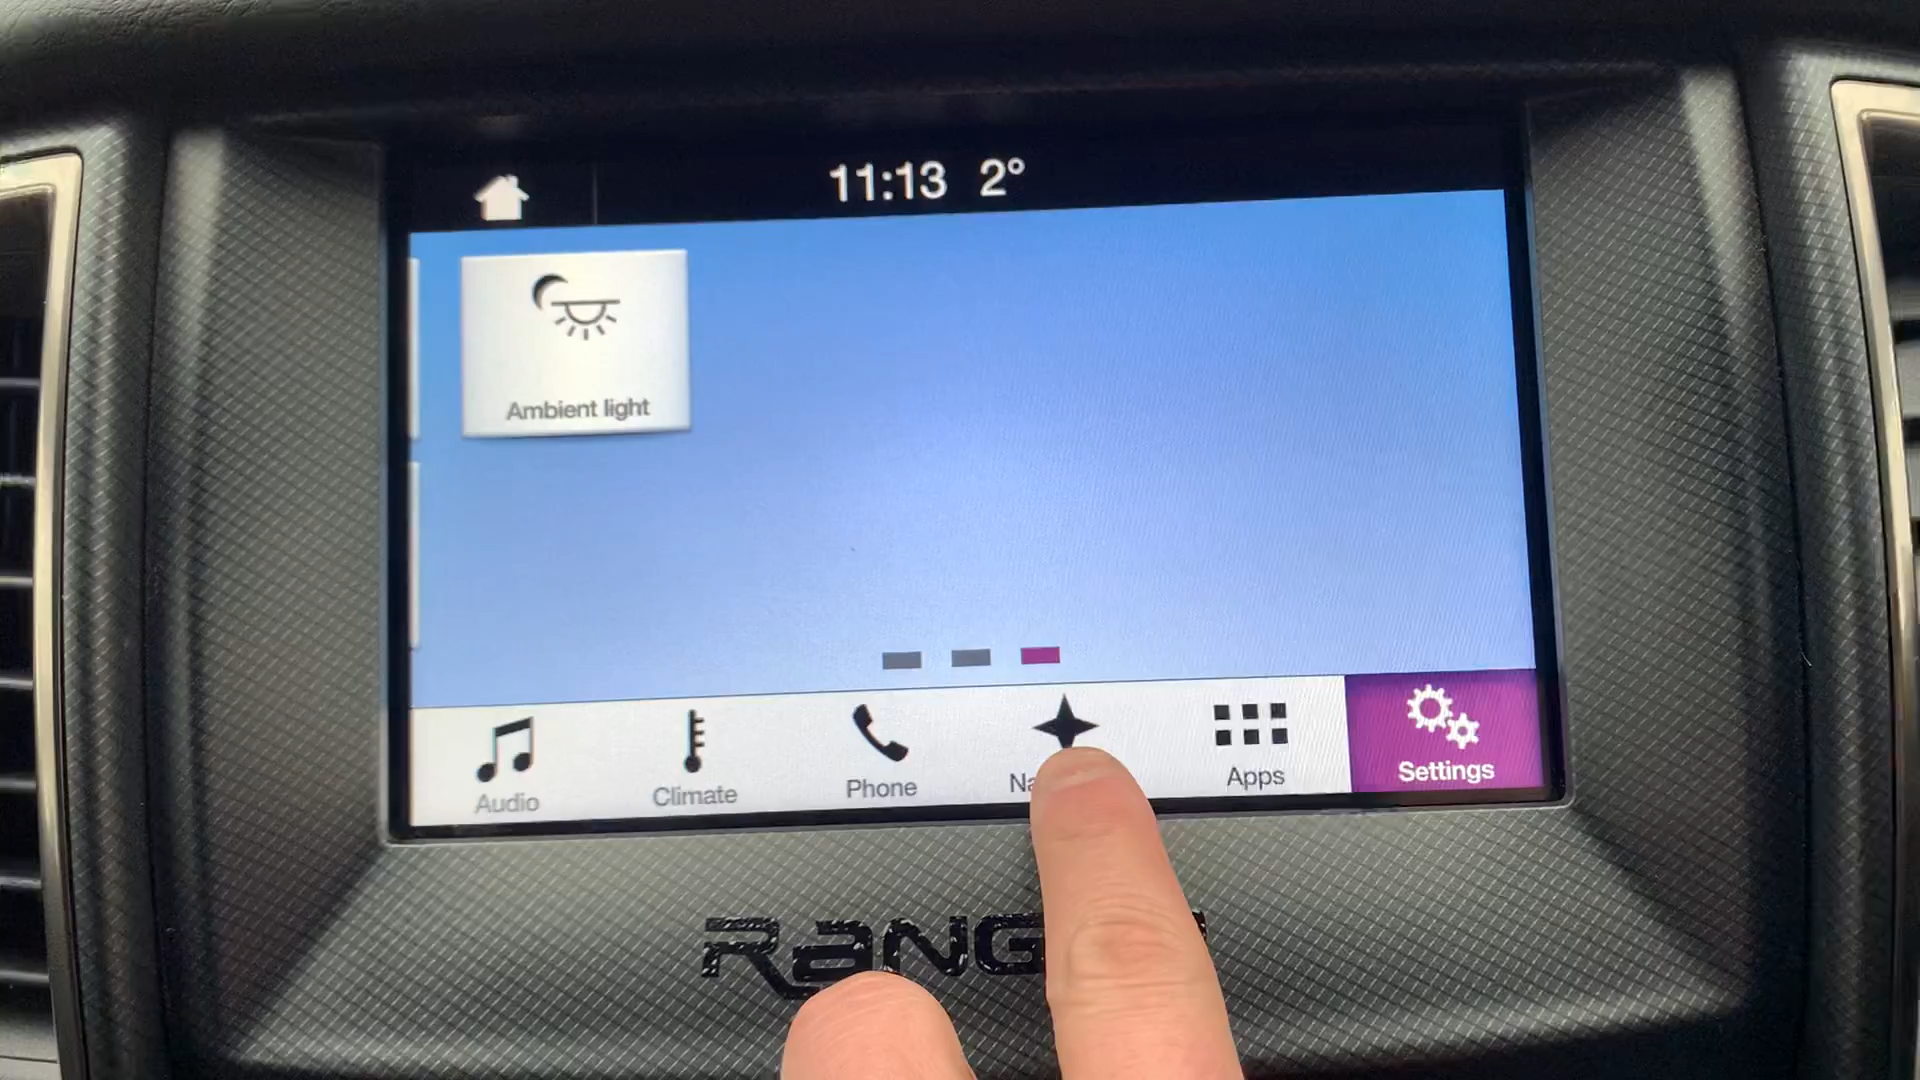 11:13 2°
Ambient light
Audio
Climate
Phone
Apps
Settings